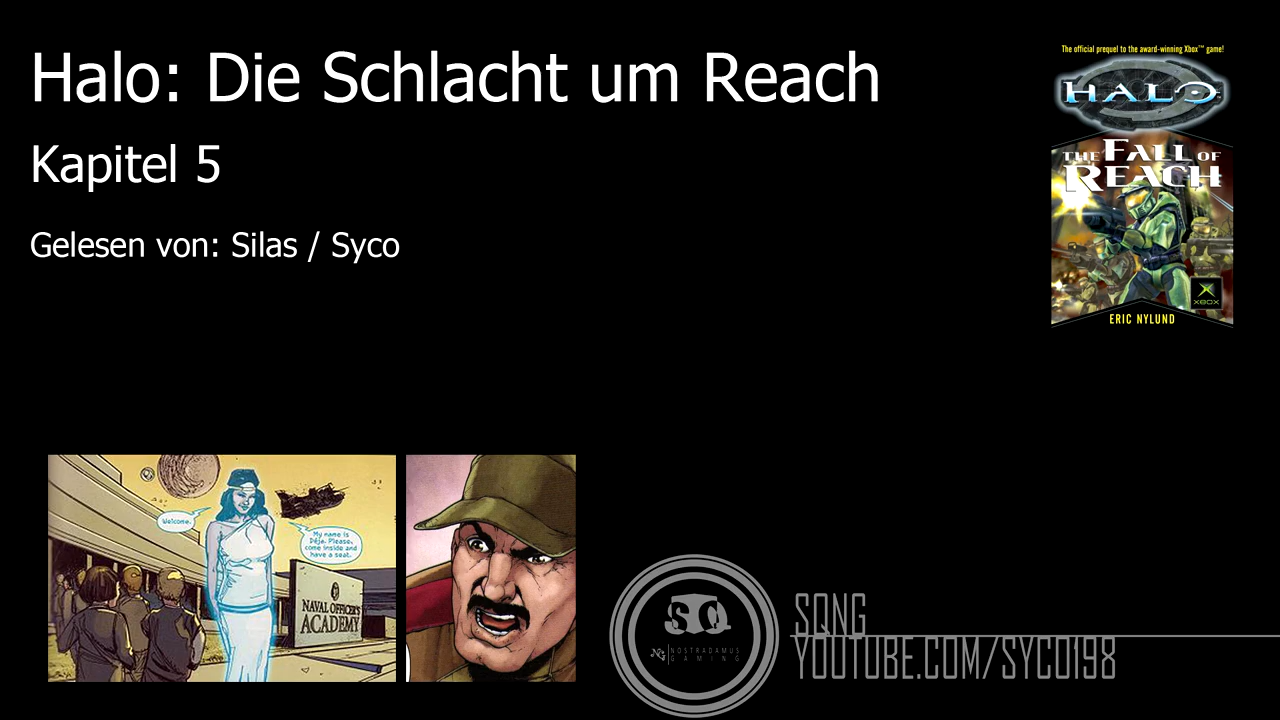 Halo: Die Schlacht um Reach
Kapitel 5
Gelesen von: Silas / Syco
The official prequel to the award-winning Xbox™ game!
HALO
THE FALL OF
REACH
XBOX
ERIC NYLUND
Welcome.
My name is
Déja. Please,
come inside and
have a seat.
NAVAL OFFICER'S
ACADEMY
SQ
NG NOSTRADAMUS
GAMING
SQNG
YOUTUBE.COM/SYCO198